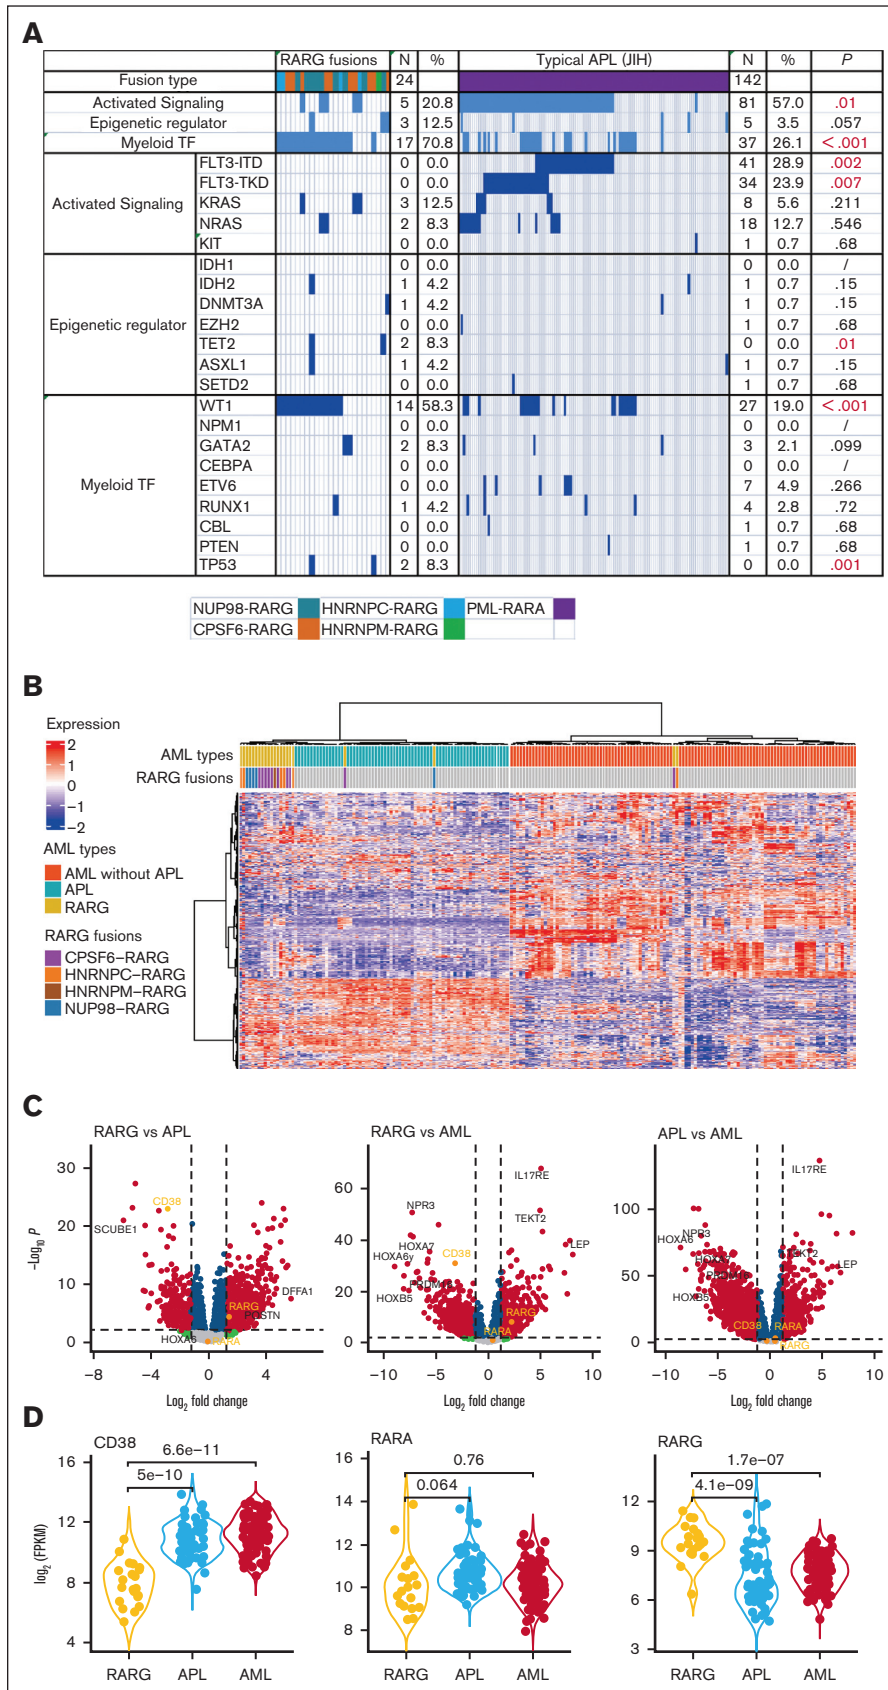 A
RARG fusions N % Typical APL (JIH) N % P
Fusion type 24 142
Activated Signaling 5 20.8 81 57.0 .01
Epigenetic regulator 3 12.5 5 3.5 .057
Myeloid TF 17 70.8 37 26.1 <.001
Activated Signaling
FLT3-ITD 0 0.0 41 28.9 .002
FLT3-TKD 0 0.0 34 23.9 .007
KRAS 3 12.5 8 5.6 .211
NRAS 2 8.3 18 12.7 .546
KIT 0 0.0 1 0.7 .68
Epigenetic regulator
IDH1 0 0.0 0 0.0 /
IDH2 1 4.2 1 0.7 .15
DNMT3A 1 4.2 1 0.7 .15
EZH2 0 0.0 1 0.7 .68
TET2 2 8.3 0 0.0 .01
ASXL1 1 4.2 1 0.7 .15
SETD2 0 0.0 1 0.7 .68
Myeloid TF
WT1 14 58.3 27 19.0 <.001
NPM1 0 0.0 0 0.0 /
GATA2 2 8.3 3 2.1 .099
CEBPA 0 0.0 0 0.0 /
ETV6 0 0.0 7 4.9 .266
RUNX1 1 4.2 4 2.8 .72
CBL 0 0.0 1 0.7 .68
PTEN 0 0.0 1 0.7 .68
TP53 2 8.3 0 0.0 .001
NUP98-RARG HNRNPC-RARG PML-RARA
CPSF6-RARG HNRNPM-RARG
B
Expression
2
1
0
−1
−2
AML types
RARG fusions
AML types
AML without APL
APL
RARG
RARG fusions
CPSF6−RARG
HNRNPC−RARG
HNRNPM−RARG
NUP98−RARG
C
RARG vs APL
−Log10 P
30
20
10
0
CD38
SCUBE1
DFFA1
RARG
POSTN
HOXA6
RARA
−8 −4 0 4
Log2 fold change
RARG vs AML
60
40
20
0
IL17RE
NPR3
TEKT2
HOXA7
CD38
LEP
HOXA6
HOXB5
RARG
RARA
−10 −5 0 5 10
Log2 fold change
APL vs AML
100
50
0
IL17RE
NPR3
HOXA6
HOXA7
TEKT2
LEP
PRDM16
HOXB5
CD38
RARA
RARG
−10 −5 0 5 10
Log2 fold change
D
CD38
log2 (FPKM)
16
12
8
4
6.6e−11
5e−10
RARG APL AML
RARA
16
14
12
10
8
0.76
0.064
RARG APL AML
RARG
12
9
6
3
1.7e−07
4.1e−09
RARG APL AML